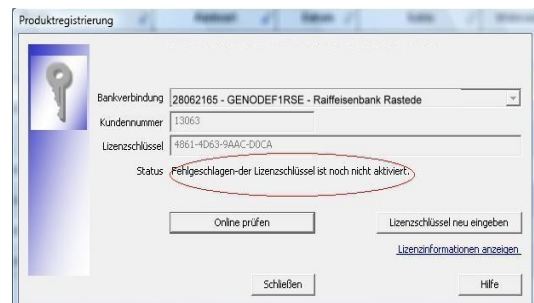 Produktregistrierung
Bankverbindung 28062165 - GENODEF1RSE - Raiffeisenbank Rastede
Kundennummer 13063
Lizenzschlüssel 4861-4D63-9AAC-D0CA
Status Fehlgeschlagen-der Lizenzschlüssel ist noch nicht aktiviert.
Online prüfen Lizenzschlüssel neu eingeben
Lizenzinformationen anzeigen
Schließen Hilfe